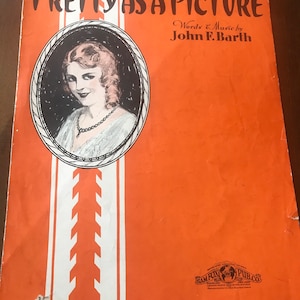 PRETTY AS A PICTURE
Words & Music by
John F. Barth